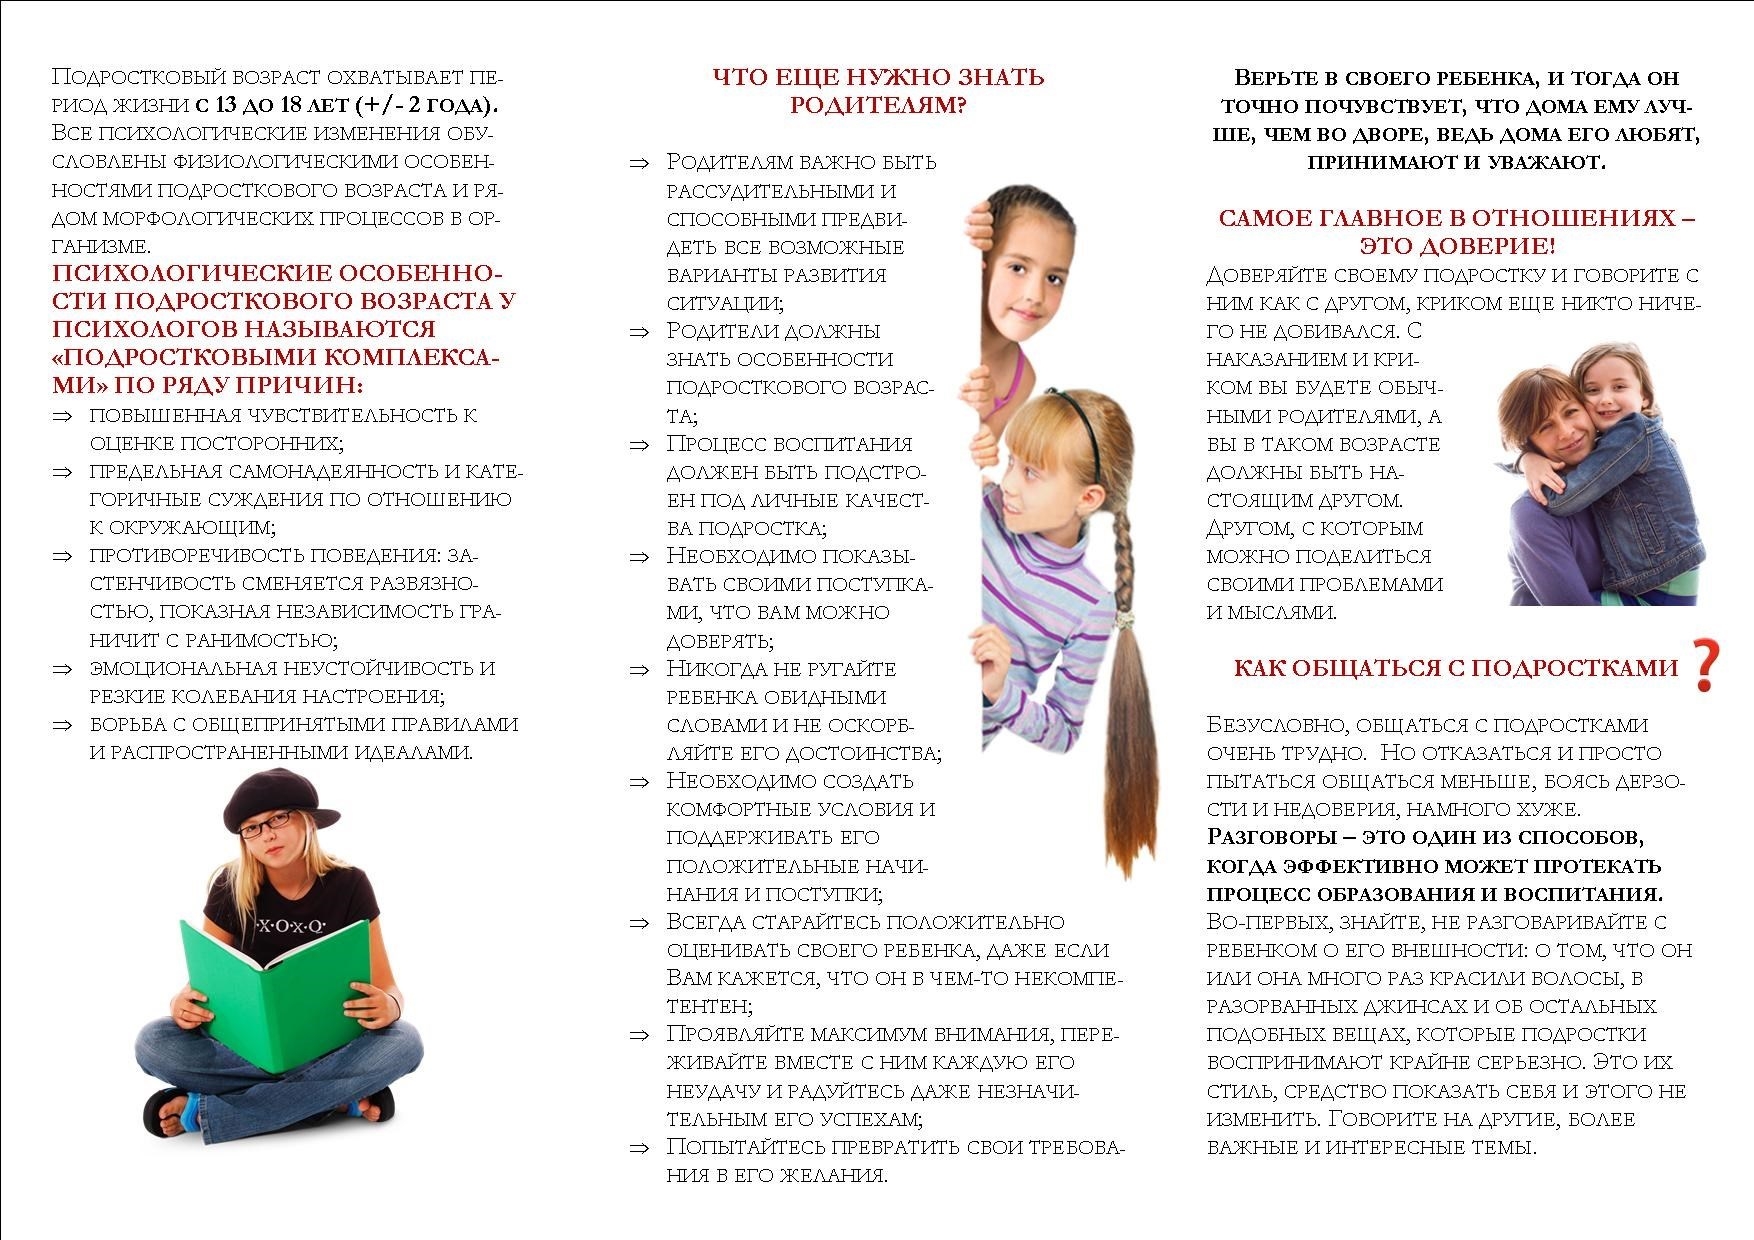 Подростковый возраст охватывает пе-
риод жизни с 13 до 18 лет (+/- 2 года).
Все психологические изменения обу-
словлены физиологическими особен-
ностями подросткового возраста и ря-
дом морфологических процессов в ор-
ганизме.
ПСИХОЛОГИЧЕСКИЕ ОСОБЕННО-
СТИ ПОДРОСТКОВОГО ВОЗРАСТА У
ПСИХОЛОГОВ НАЗЫВАЮТСЯ
«ПОДРОСТКОВЫМИ КОМПЛЕКСА-
МИ» ПО РЯДУ ПРИЧИН:
⇒ повышенная чувствительность к
оценке посторонних;
⇒ предельная самонадеянность и кате-
горичные суждения по отношению
к окружающим;
⇒ противоречивость поведения: за-
стенчивость сменяется развязно-
стью, показная независимость гра-
ничит с ранимостью;
⇒ эмоциональная неустойчивость и
резкие колебания настроения;
⇒ борьба с общепринятыми правилами
и распространенными идеалами.
·X·O·X·O·
ЧТО ЕЩЕ НУЖНО ЗНАТЬ
РОДИТЕЛЯМ?
⇒ Родителям важно быть
рассудительными и
способными предви-
деть все возможные
варианты развития
ситуации;
⇒ Родители должны
знать особенности
подросткового возрас-
та;
⇒ Процесс воспитания
должен быть подстро-
ен под личные качест-
ва подростка;
⇒ Необходимо показы-
вать своими поступка-
ми, что вам можно
доверять;
⇒ Никогда не ругайте
ребенка обидными
словами и не оскорб-
ляйте его достоинства;
⇒ Необходимо создать
комфортные условия и
поддерживать его
положительные начи-
нания и поступки;
⇒ Всегда старайтесь положительно
оценивать своего ребенка, даже если
Вам кажется, что он в чем-то некомпе-
тентен;
⇒ Проявляйте максимум внимания, пере-
живайте вместе с ним каждую его
неудачу и радуйтесь даже незначи-
тельным его успехам;
⇒ Попытайтесь превратить свои требова-
ния в его желания.
Верьте в своего ребенка, и тогда он
точно почувствует, что дома ему луч-
ше, чем во дворе, ведь дома его любят,
принимают и уважают.
САМОЕ ГЛАВНОЕ В ОТНОШЕНИЯХ –
ЭТО ДОВЕРИЕ!
Доверяйте своему подростку и говорите с
ним как с другом, криком еще никто ниче-
го не добивался. С
наказанием и кри-
ком вы будете обыч-
ными родителями, а
вы в таком возрасте
должны быть на-
стоящим другом.
Другом, с которым
можно поделиться
своими проблемами
и мыслями.
КАК ОБЩАТЬСЯ С ПОДРОСТКАМИ ?
Безусловно, общаться с подростками
очень трудно. Но отказаться и просто
пытаться общаться меньше, боясь дерзо-
сти и недоверия, намного хуже.
Разговоры – это один из способов,
когда эффективно может протекать
процесс образования и воспитания.
Во-первых, знайте, не разговаривайте с
ребенком о его внешности: о том, что он
или она много раз красили волосы, в
разорванных джинсах и об остальных
подобных вещах, которые подростки
воспринимают крайне серьезно. Это их
стиль, средство показать себя и этого не
изменить. Говорите на другие, более
важные и интересные темы.